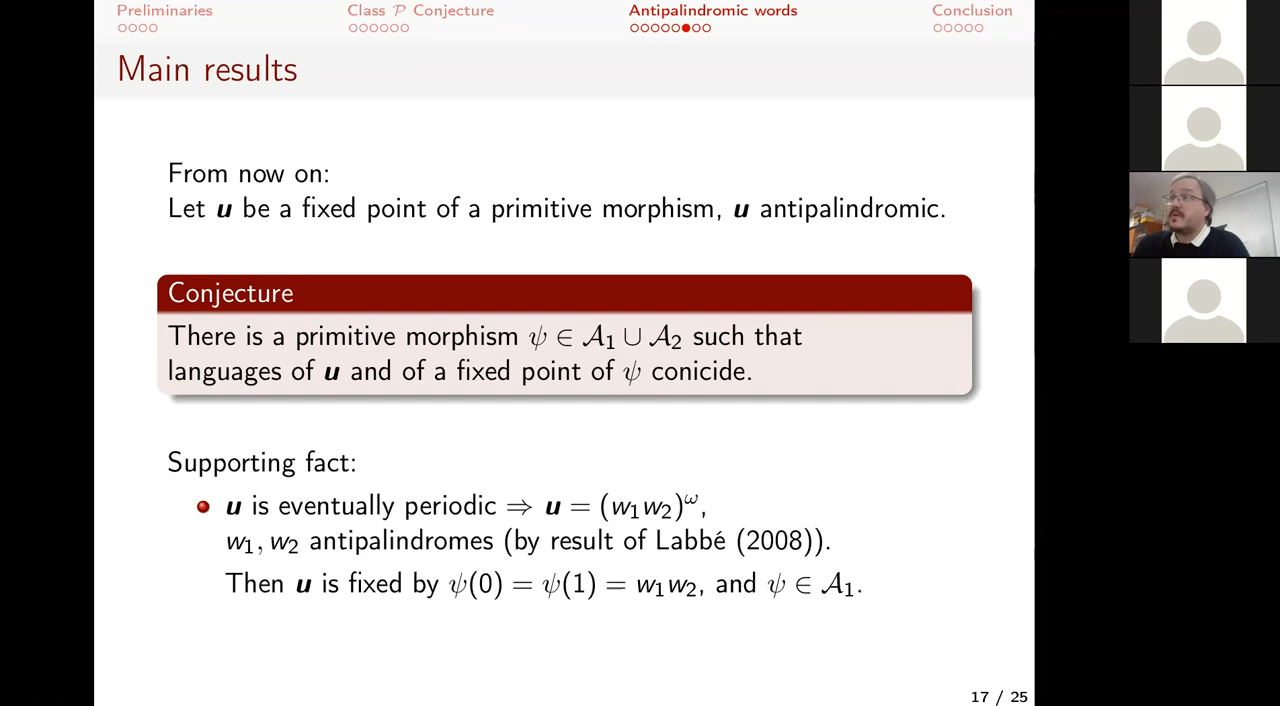 Preliminaries Class 𝒫 Conjecture Antipalindromic words Conclusion
Main results
From now on:
Let u be a fixed point of a primitive morphism, u antipalindromic.
Conjecture
There is a primitive morphism ψ ∈ 𝒜₁ ∪ 𝒜₂ such that
languages of u and of a fixed point of ψ conicide.
Supporting fact:
u is eventually periodic ⇒ u = (w₁w₂)^ω,
w₁, w₂ antipalindromes (by result of Labbé (2008)).
Then u is fixed by ψ(0) = ψ(1) = w₁w₂, and ψ ∈ 𝒜₁.
17 / 25